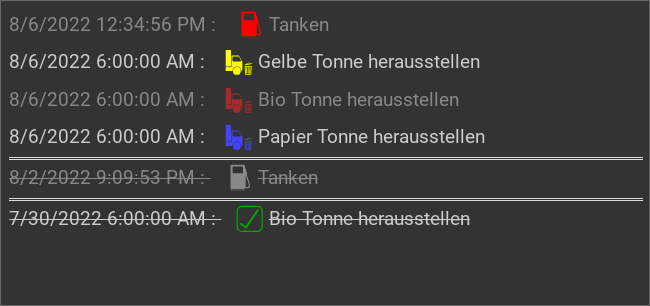 8/6/2022 12:34:56 PM : Tanken
8/6/2022 6:00:00 AM : Gelbe Tonne herausstellen
8/6/2022 6:00:00 AM : Bio Tonne herausstellen
8/6/2022 6:00:00 AM : Papier Tonne herausstellen
8/2/2022 9:09:53 PM : Tanken
7/30/2022 6:00:00 AM : Bio Tonne herausstellen